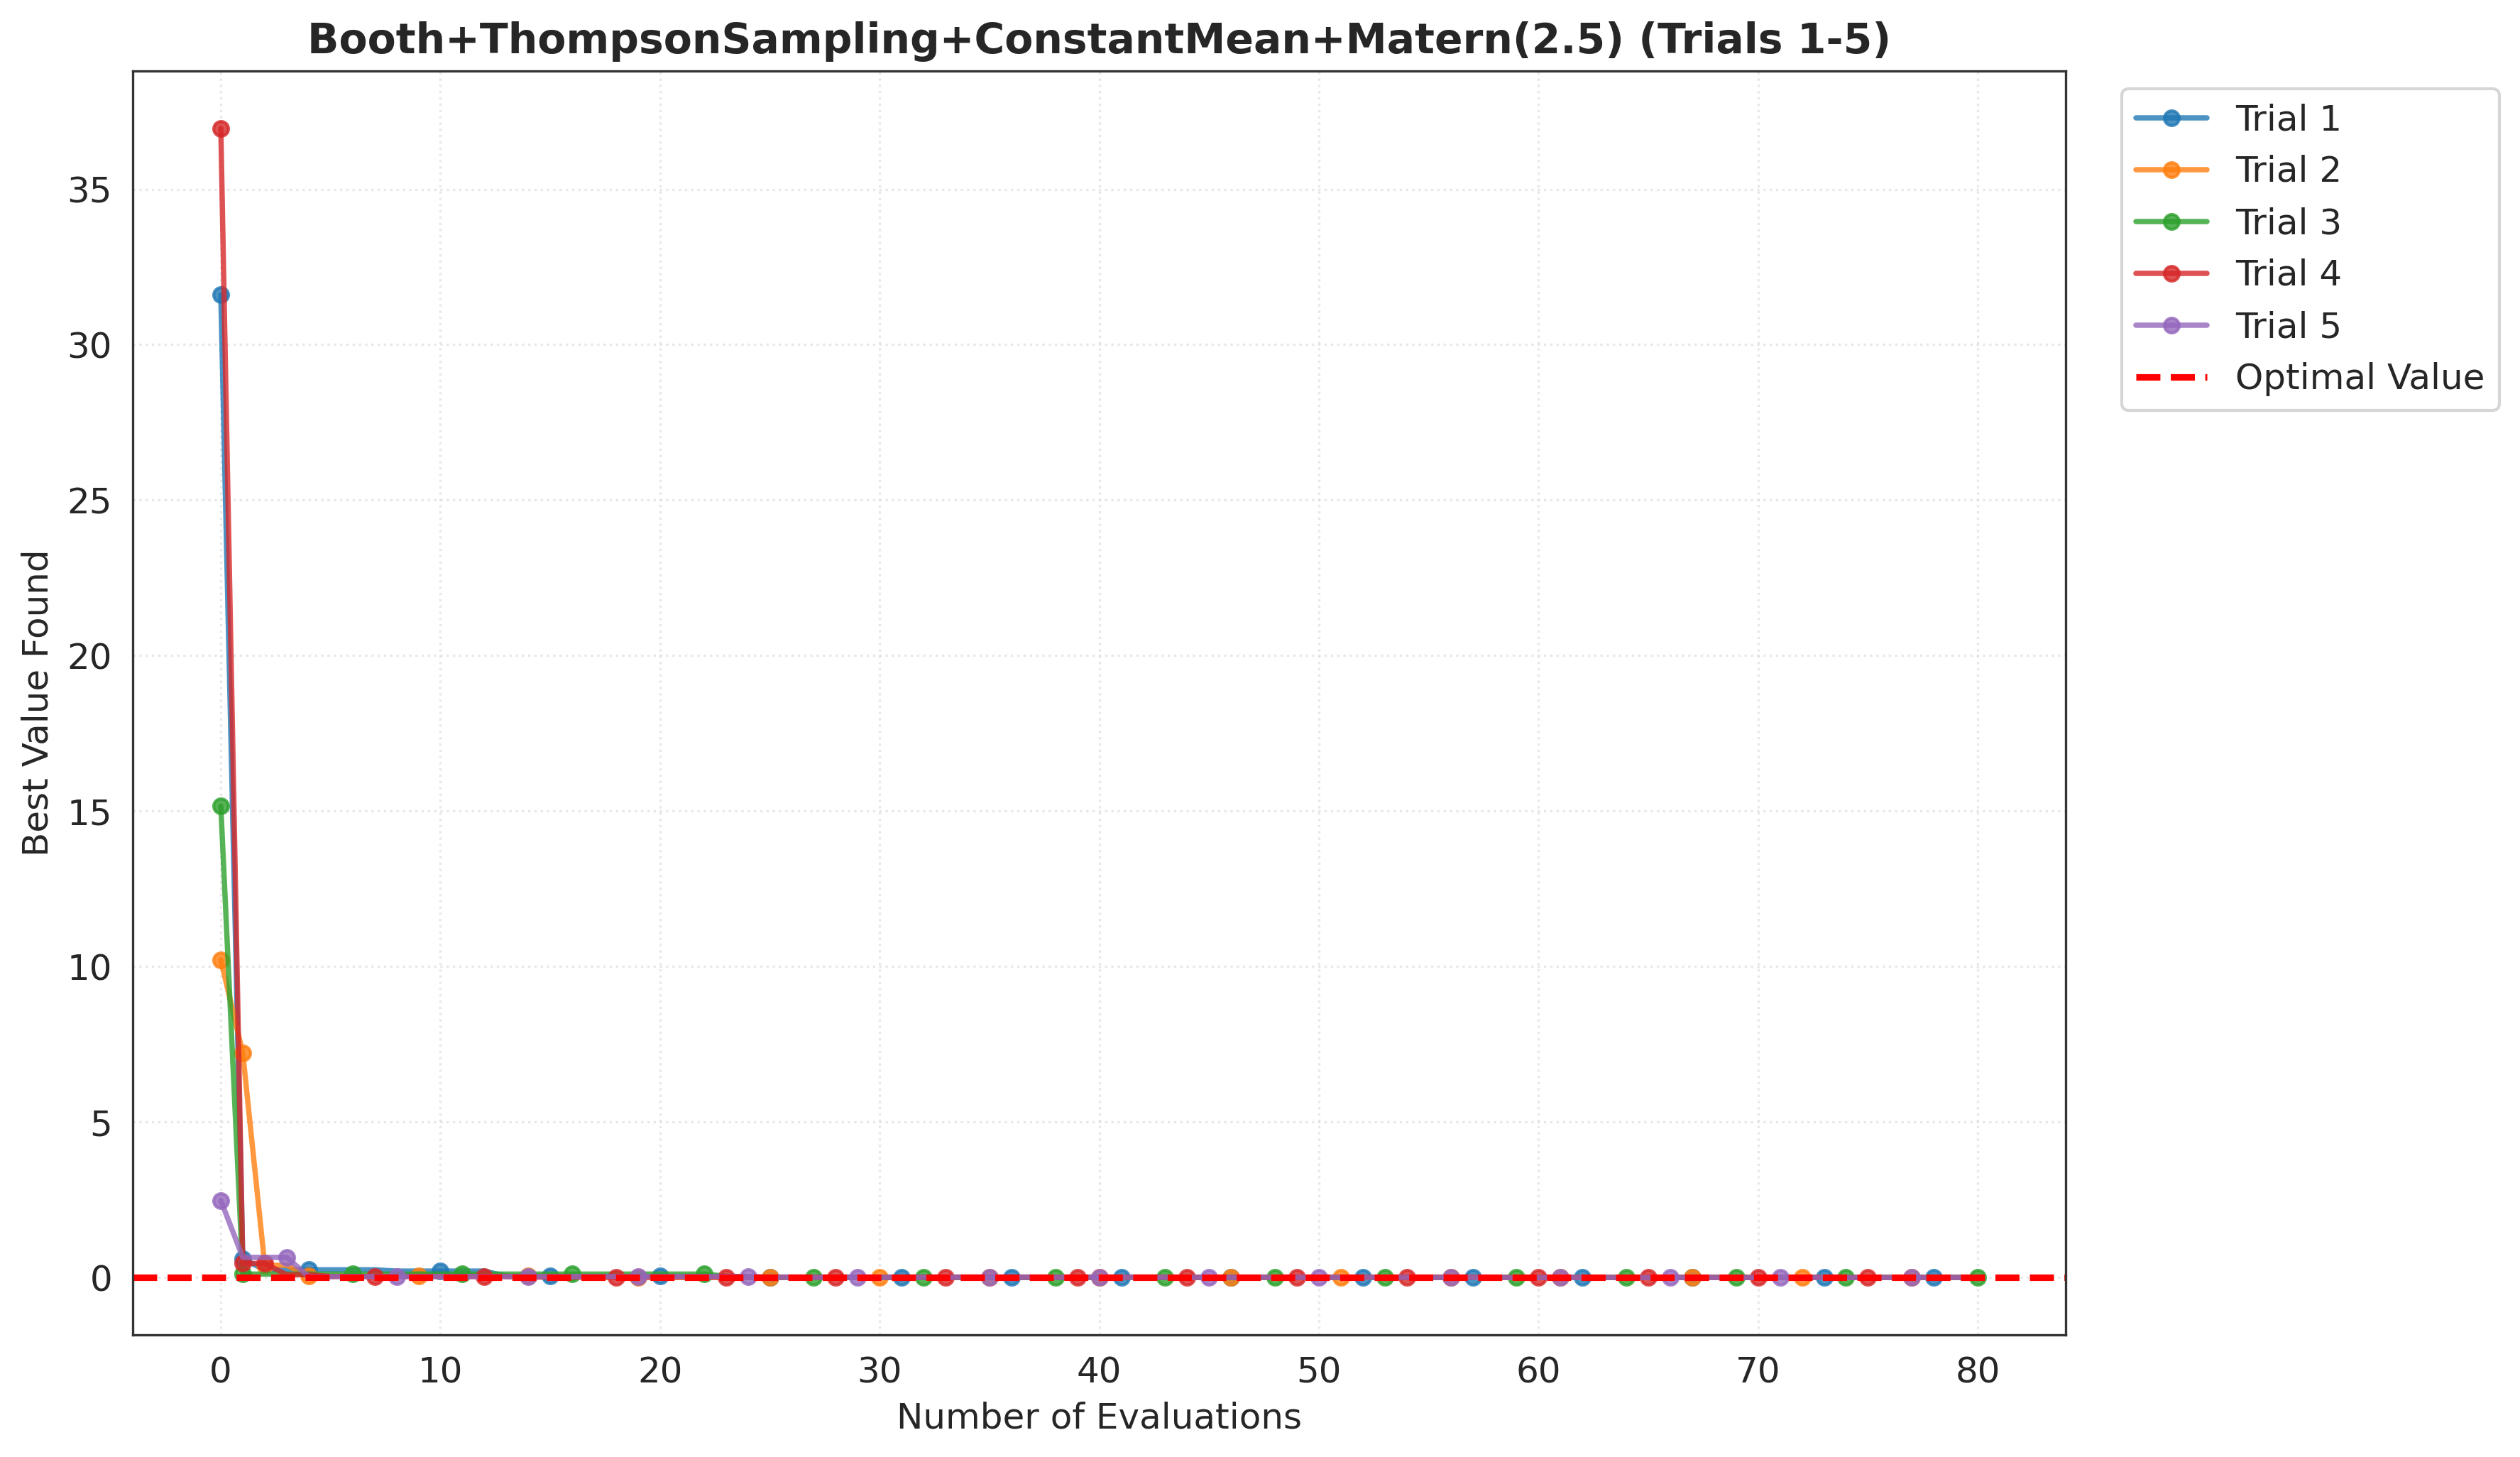 Booth+ThompsonSampling+ConstantMean+Matern(2.5) (Trials 1-5)
Trial 1
Trial 2
Trial 3
Trial 4
Trial 5
Optimal Value
Best Value Found
35
30
25
20
15
10
5
0
0 10 20 30 40 50 60 70 80
Number of Evaluations